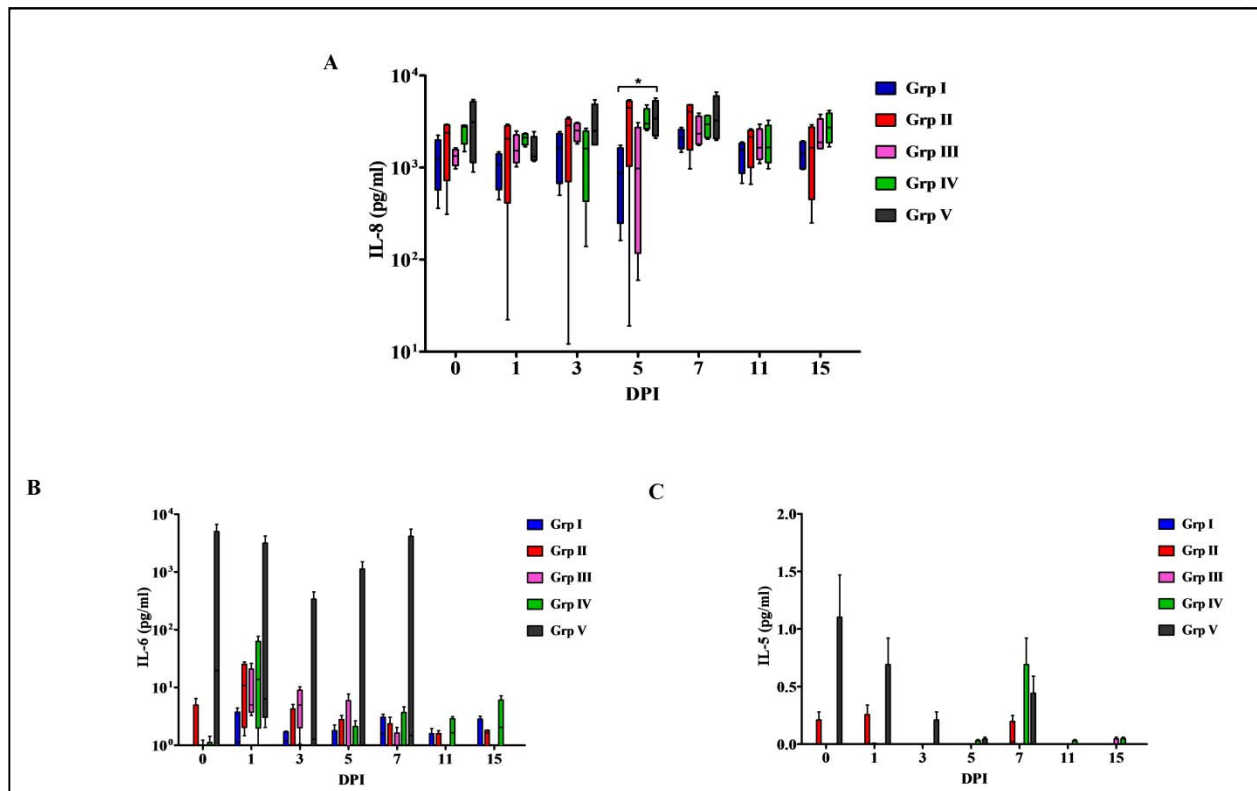 A
IL-8 (pg/ml)
10⁴
10³
10²
10¹
0 1 3 5 7 11 15
DPI
*
Grp I
Grp II
Grp III
Grp IV
Grp V
B
IL-6 (pg/ml)
10⁴
10³
10²
10¹
10⁰
0 1 3 5 7 11 15
DPI
Grp I
Grp II
Grp III
Grp IV
Grp V
C
IL-5 (pg/ml)
2.0
1.5
1.0
0.5
0.0
0 1 3 5 7 11 15
DPI
Grp I
Grp II
Grp III
Grp IV
Grp V